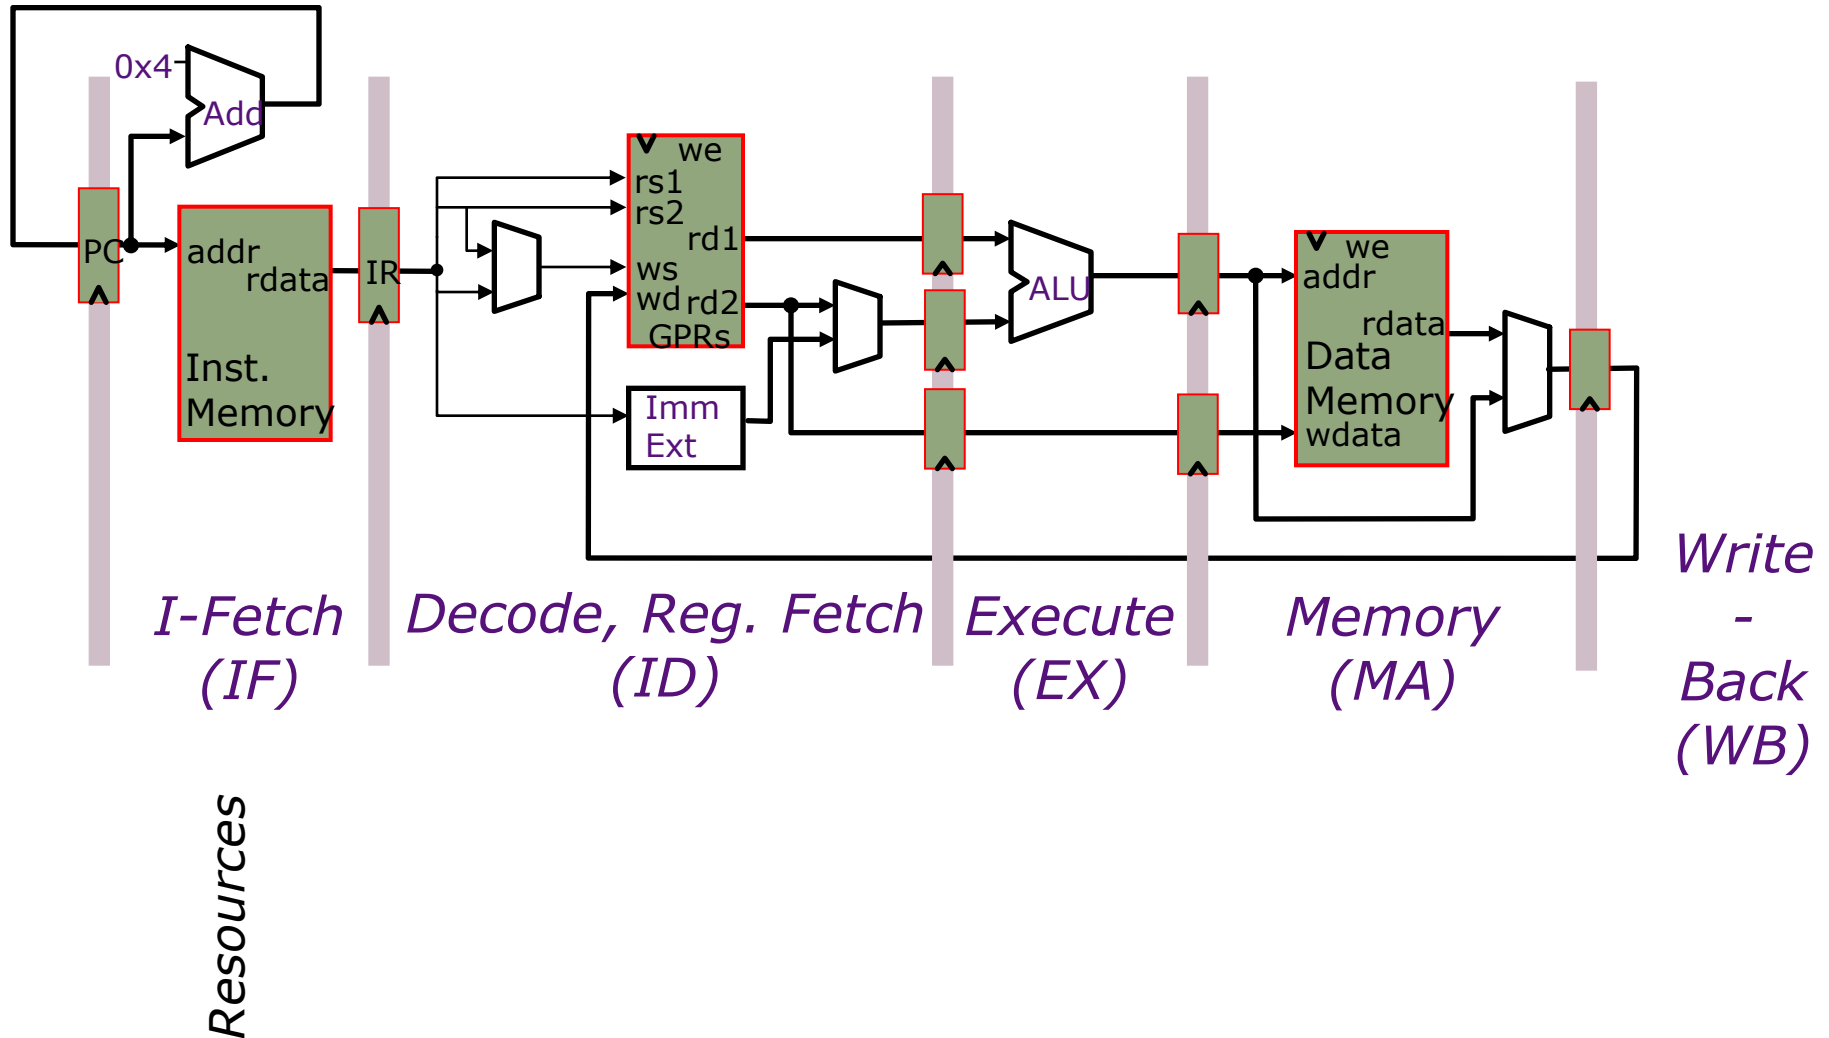 0x4
Add
PC
addr
rdata
Inst.
Memory
IR
we
rs1
rs2
rd1
ws
wd
rd2
GPRs
Imm
Ext
ALU
we
addr
rdata
Data
Memory
wdata
I-Fetch
(IF)
Decode, Reg. Fetch
(ID)
Execute
(EX)
Memory
(MA)
Write
-
Back
(WB)
Resources